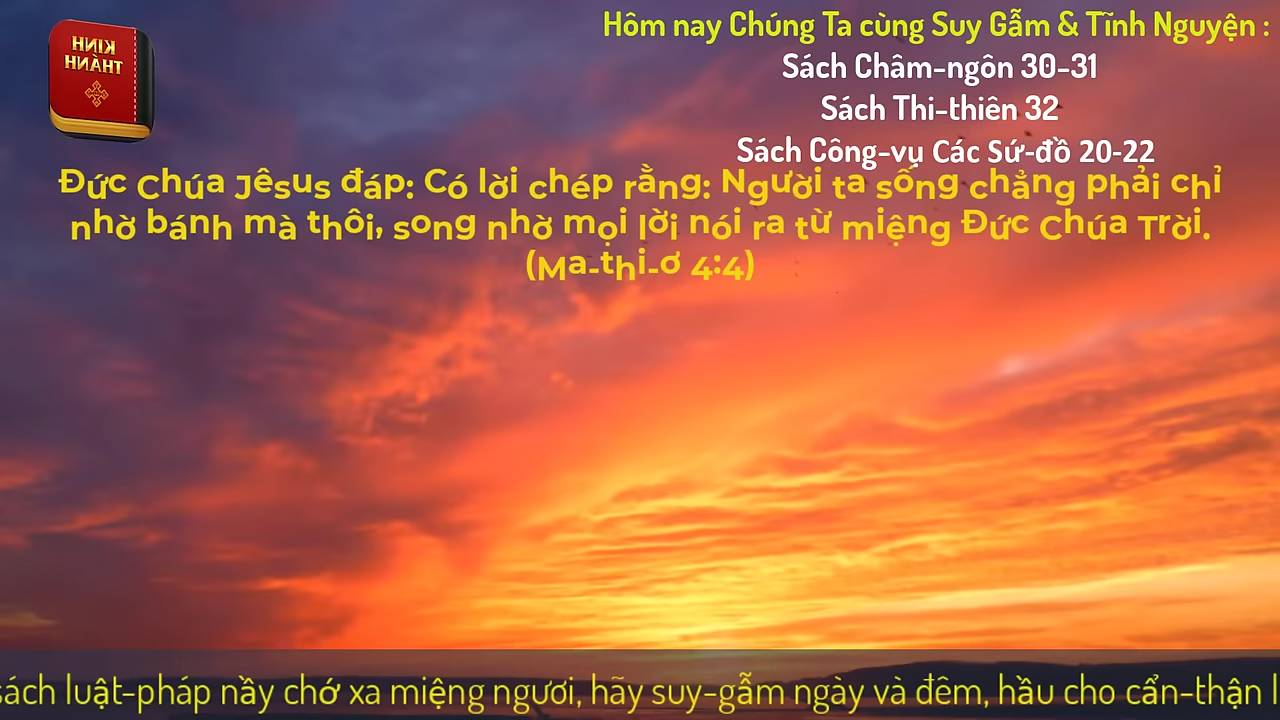 KINH
THÁNH
Hôm nay Chúng Ta cùng Suy Gẫm & Tĩnh Nguyện :
Sách Châm-ngôn 30-31
Sách Thi-thiên 32
Sách Công-vụ Các Sứ-đồ 20-22
Đức Chúa Jêsus đáp: Có lời chép rằng: Người ta sống chẳng phải chỉ
nhờ bánh mà thôi, song nhờ mọi lời nói ra từ miệng Đức Chúa Trời.
(Ma-thi-ơ 4:4)
sách luật-pháp nầy chớ xa miệng ngươi, hãy suy-gẫm ngày và đêm, hầu cho cẩn-thận l